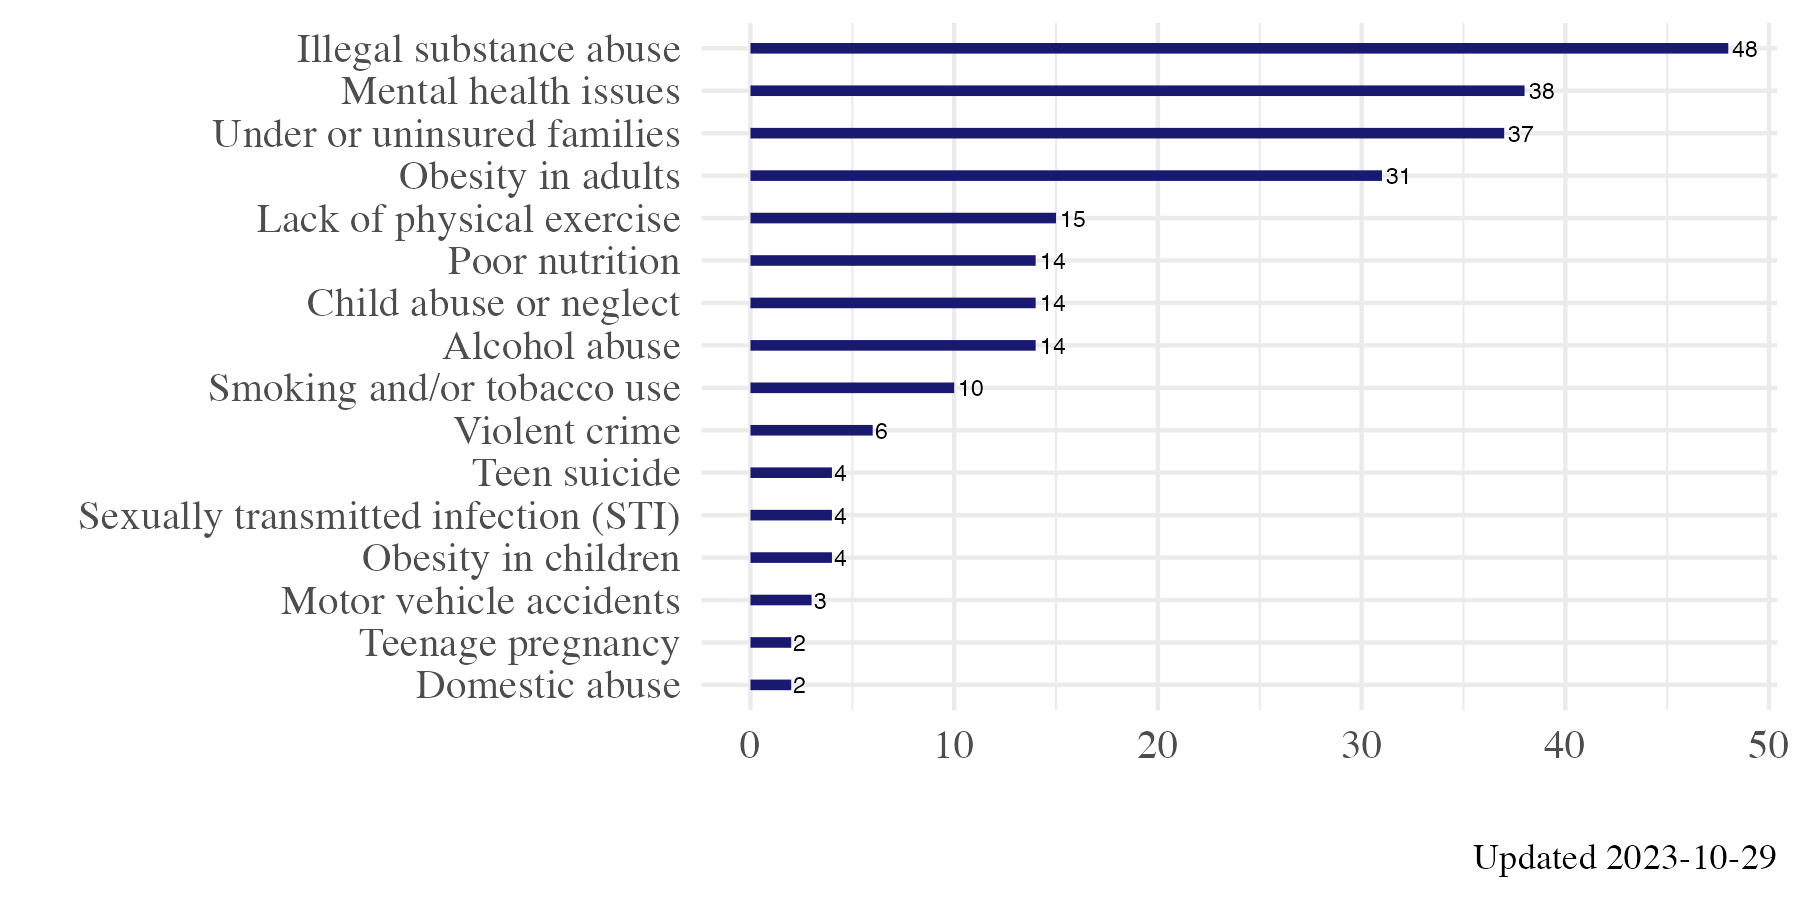 Illegal substance abuse 48
Mental health issues 38
Under or uninsured families 37
Obesity in adults 31
Lack of physical exercise 15
Poor nutrition 14
Child abuse or neglect 14
Alcohol abuse 14
Smoking and/or tobacco use 10
Violent crime 6
Teen suicide 4
Sexually transmitted infection (STI) 4
Obesity in children 4
Motor vehicle accidents 3
Teenage pregnancy 2
Domestic abuse 2
0 10 20 30 40 50
Updated 2023-10-29